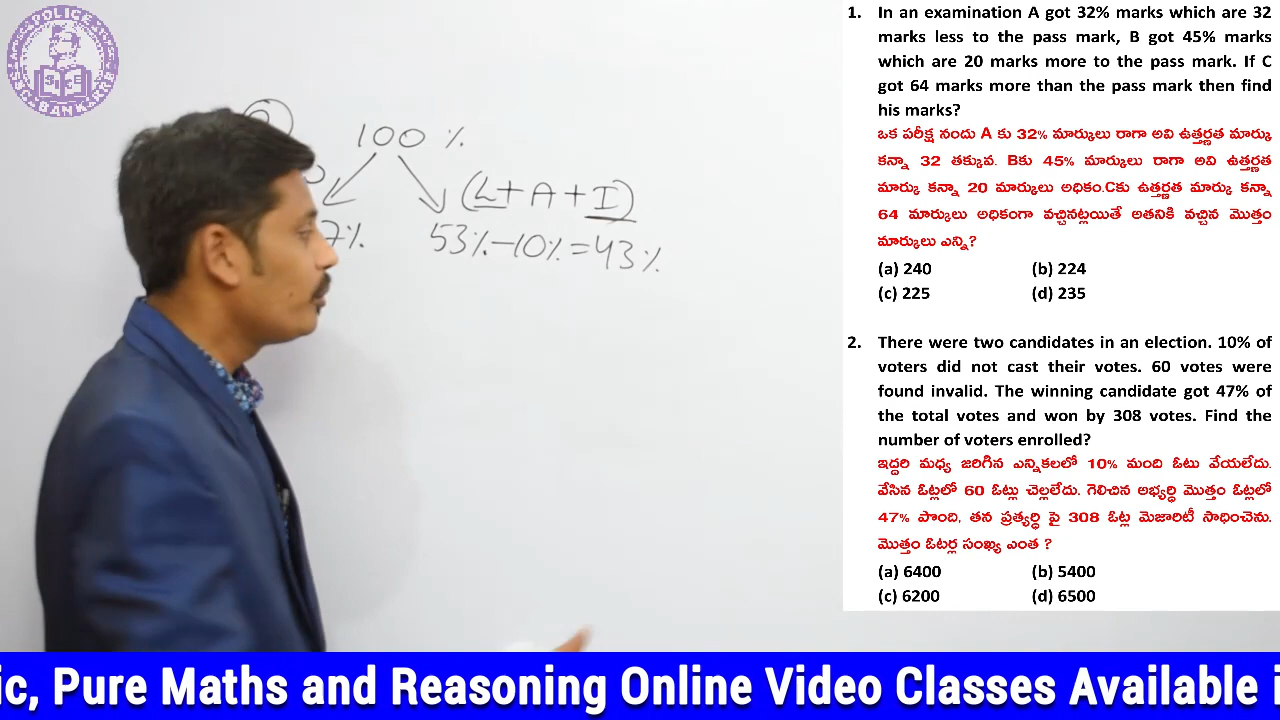 POLICE
BANKING
100 %
7%
(L+A+I)
53%-10%=43%
1. In an examination A got 32% marks which are 32
marks less to the pass mark, B got 45% marks
which are 20 marks more to the pass mark. If C
got 64 marks more than the pass mark then find
his marks?
ఒక పరీక్ష నందు A కు 32% మార్కులు రాగా అవి ఉత్తర్ణత మార్కు
కన్నా 32 తక్కువ. Bకు 45% మార్కులు రాగా అవి ఉత్తర్ణత
మార్కు కన్నా 20 మార్కులు అధికం.Cకు ఉత్తర్ణత మార్కు కన్నా
64 మార్కులు అధికంగా వచ్చినట్లయితే అతనికి వచ్చిన మొత్తం
మార్కులు ఎన్ని?
(a) 240 (b) 224
(c) 225 (d) 235
2. There were two candidates in an election. 10% of
voters did not cast their votes. 60 votes were
found invalid. The winning candidate got 47% of
the total votes and won by 308 votes. Find the
number of voters enrolled?
ఇద్దరి మధ్య జరిగిన ఎన్నికలలో 10% మంది ఓటు వేయలేదు.
వేసిన ఓట్లలో 60 ఓట్లు చెల్లలేదు. గెలిచిన అభ్యర్ధి మొత్తం ఓట్లలో
47% పొంది, తన ప్రత్యర్ధి పై 308 ఓట్ల మెజారిటీ సాధించెను.
మొత్తం ఓటర్ల సంఖ్య ఎంత ?
(a) 6400 (b) 5400
(c) 6200 (d) 6500
ic, Pure Maths and Reasoning Online Video Classes Available i